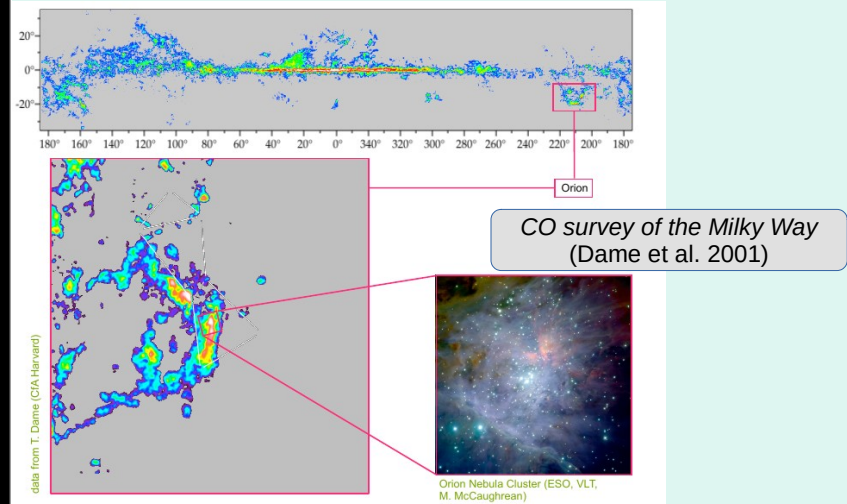 20°
0°
-20°
180° 160° 140° 120° 100° 80° 60° 40° 20° 0° 340° 320° 300° 280° 260° 240° 220° 200° 180°
Orion
CO survey of the Milky Way
(Dame et al. 2001)
data from T. Dame (CfA Harvard)
Orion Nebula Cluster (ESO, VLT,
M. McCaughrean)